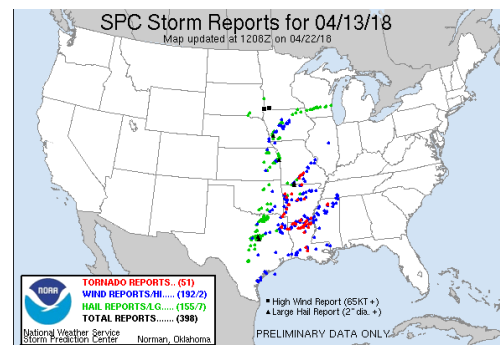 SPC Storm Reports for 04/13/18
Map updated at 1208Z on 04/22/18
TORNADO REPORTS.. (51)
WIND REPORTS/HI..... (192/2)
HAIL REPORTS/LG.... (155/7)
TOTAL REPORTS....... (398)
NOAA
National Weather Service
Storm Prediction Center Norman, Oklahoma
High Wind Report (65KT +)
Large Hail Report (2" dia. +)
PRELIMINARY DATA ONLY